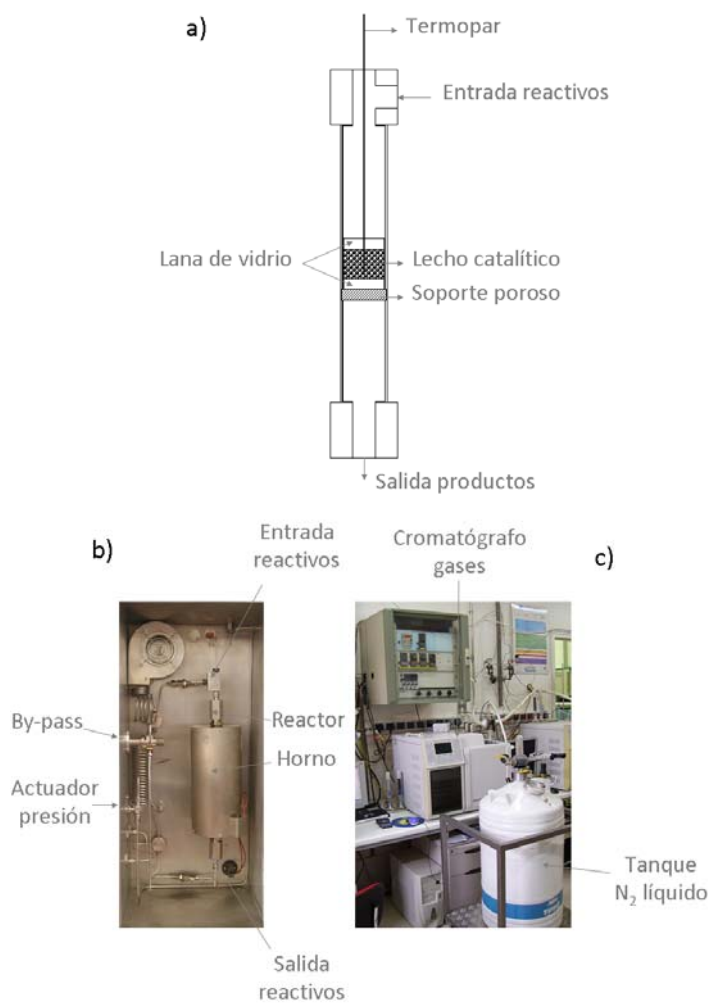 a)
Termopar
Entrada reactivos
Lana de vidrio
Lecho catalítico
Soporte poroso
Salida productos
b)
Entrada
reactivos
Cromatógrafo
gases
c)
By-pass
Reactor
Horno
Actuador
presión
Tanque
N₂ líquido
Salida
reactivos